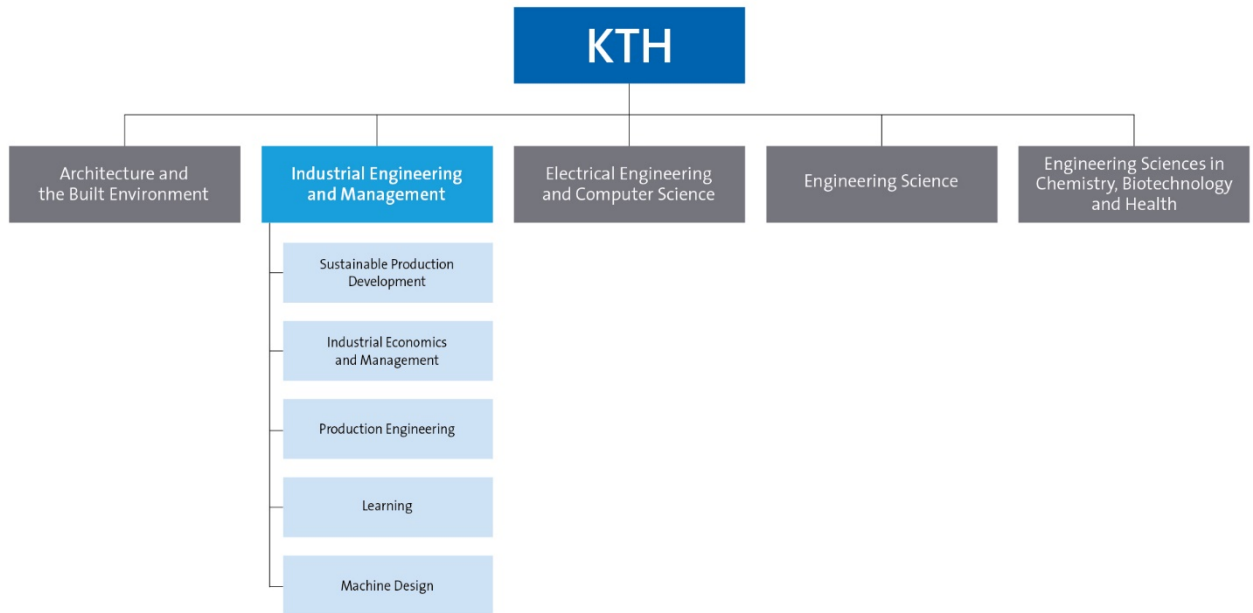 KTH
Architecture and
the Built Environment
Industrial Engineering
and Management
Electrical Engineering
and Computer Science
Engineering Science
Engineering Sciences in
Chemistry, Biotechnology
and Health
Sustainable Production
Development
Industrial Economics
and Management
Production Engineering
Learning
Machine Design